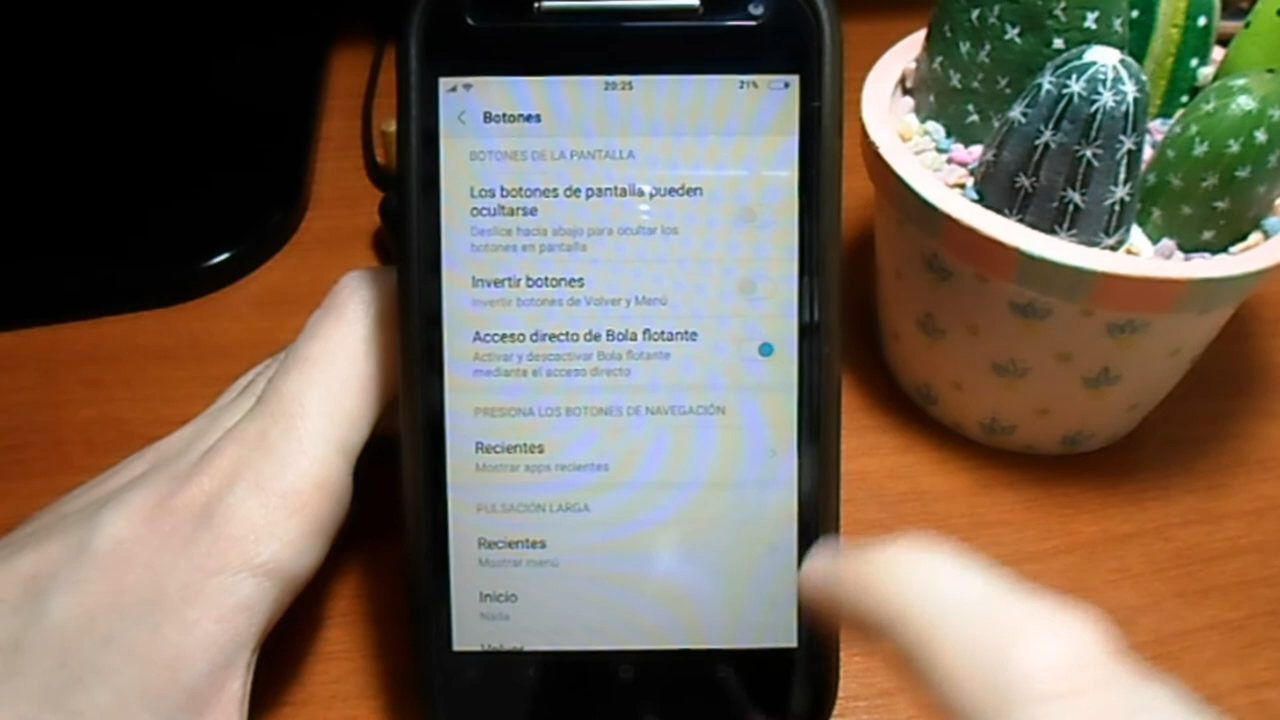 20:25
21%
Botones
BOTONES DE LA PANTALLA
Los botones de pantalla pueden
ocultarse
Deslice hacia abajo para ocultar los
botones en pantalla
Invertir botones
Invertir botones de Volver y Menú
Acceso directo de Bola flotante
Activar y descactivar Bola flotante
mediante el acceso directo
PRESIONA LOS BOTONES DE NAVEGACIÓN
Recientes
Mostrar apps recientes
PULSACIÓN LARGA
Recientes
Mostrar menú
Inicio
Nada